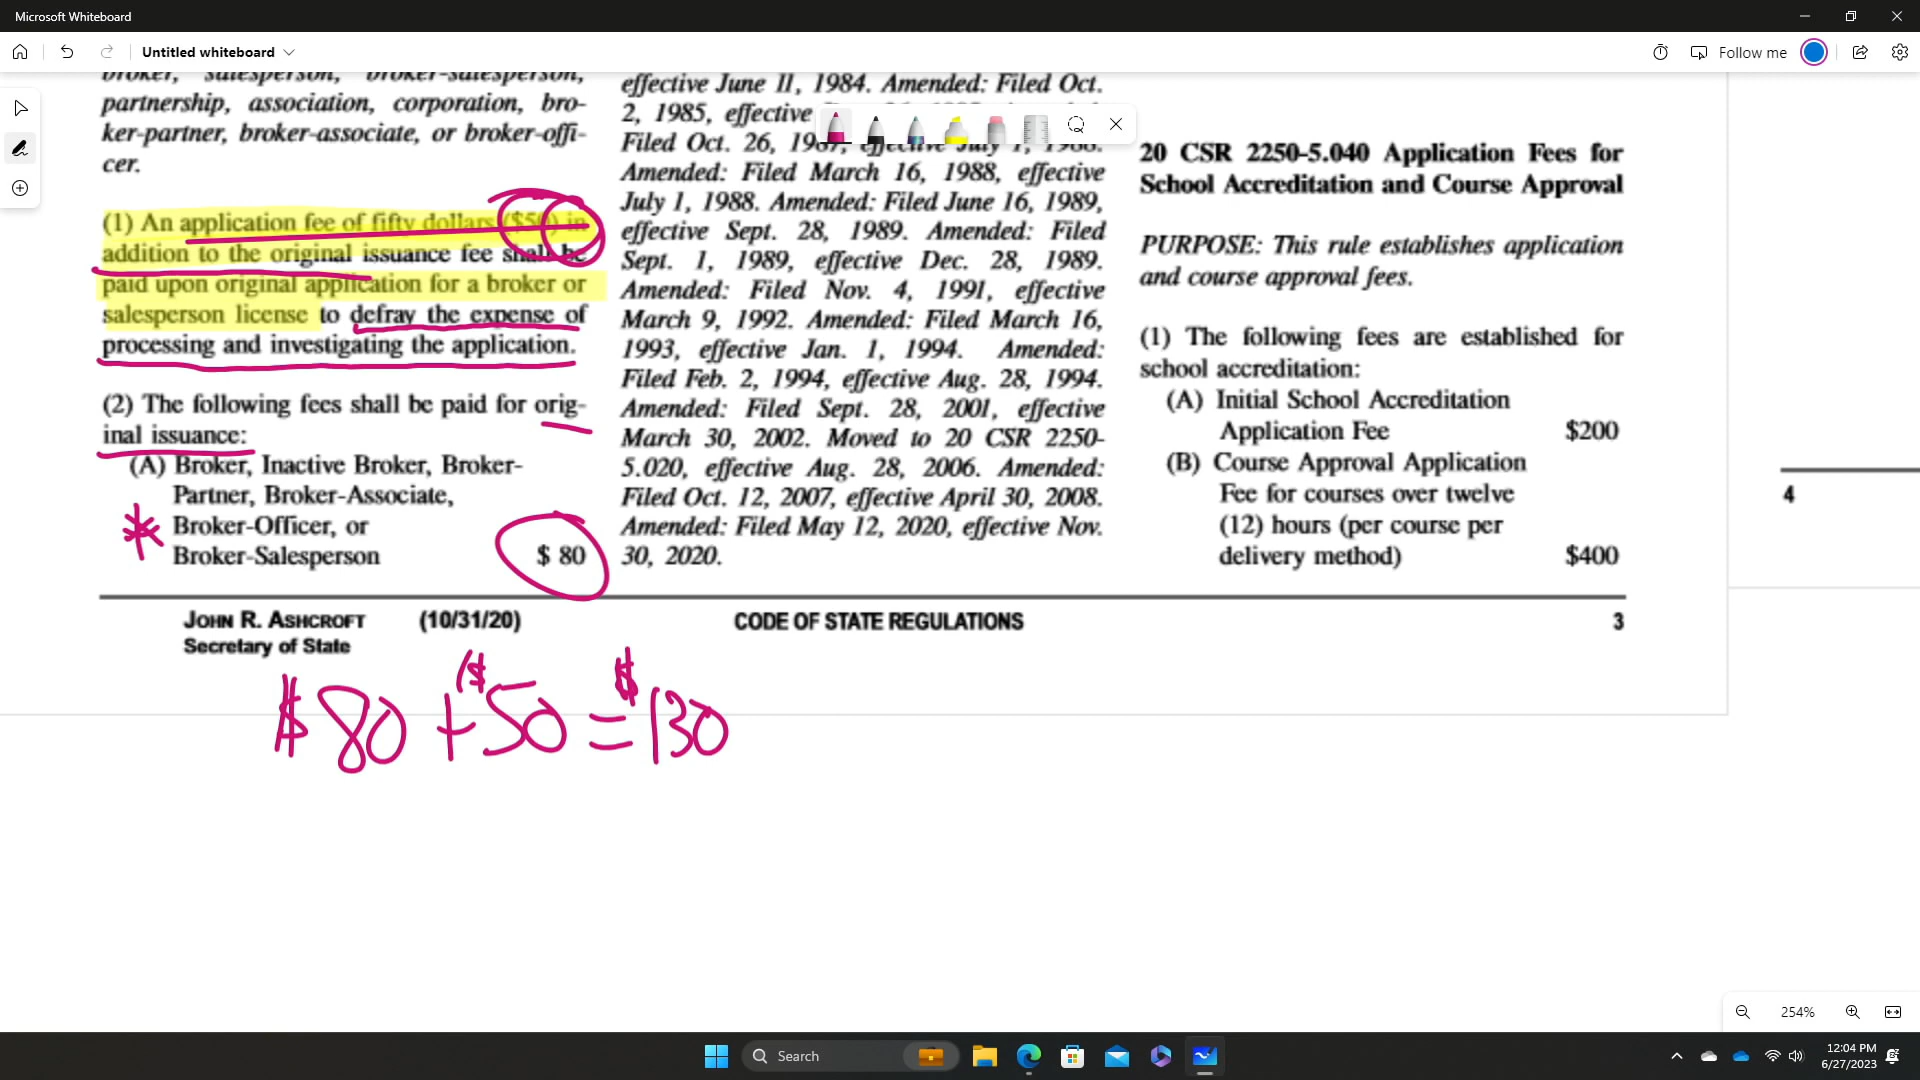 Microsoft Whiteboard
Untitled whiteboard
Follow me
broker, salesperson, broker-salesperson,
partnership, association, corporation, bro-
ker-partner, broker-associate, or broker-offi-
cer.
(1) An application fee of fifty dollars ($50) in
addition to the original issuance fee shall be
paid upon original application for a broker or
salesperson license to defray the expense of
processing and investigating the application.
(2) The following fees shall be paid for orig-
inal issuance:
(A) Broker, Inactive Broker, Broker-
Partner, Broker-Associate,
Broker-Officer, or
Broker-Salesperson $ 80
effective June 11, 1984. Amended: Filed Oct.
2, 1985, effective
Filed Oct. 26, 1987, effective July 1, 1988.
Amended: Filed March 16, 1988, effective
July 1, 1988. Amended: Filed June 16, 1989,
effective Sept. 28, 1989. Amended: Filed
Sept. 1, 1989, effective Dec. 28, 1989.
Amended: Filed Nov. 4, 1991, effective
March 9, 1992. Amended: Filed March 16,
1993, effective Jan. 1, 1994. Amended:
Filed Feb. 2, 1994, effective Aug. 28, 1994.
Amended: Filed Sept. 28, 2001, effective
March 30, 2002. Moved to 20 CSR 2250-
5.020, effective Aug. 28, 2006. Amended:
Filed Oct. 12, 2007, effective April 30, 2008.
Amended: Filed May 12, 2020, effective Nov.
30, 2020.
20 CSR 2250-5.040 Application Fees for
School Accreditation and Course Approval
PURPOSE: This rule establishes application
and course approval fees.
(1) The following fees are established for
school accreditation:
(A) Initial School Accreditation
Application Fee $200
(B) Course Approval Application
Fee for courses over twelve
(12) hours (per course per
delivery method) $400
4
JOHN R. ASHCROFT (10/31/20) CODE OF STATE REGULATIONS 3
Secretary of State
$80 + $50 = $130
254%
Search
12:04 PM
6/27/2023